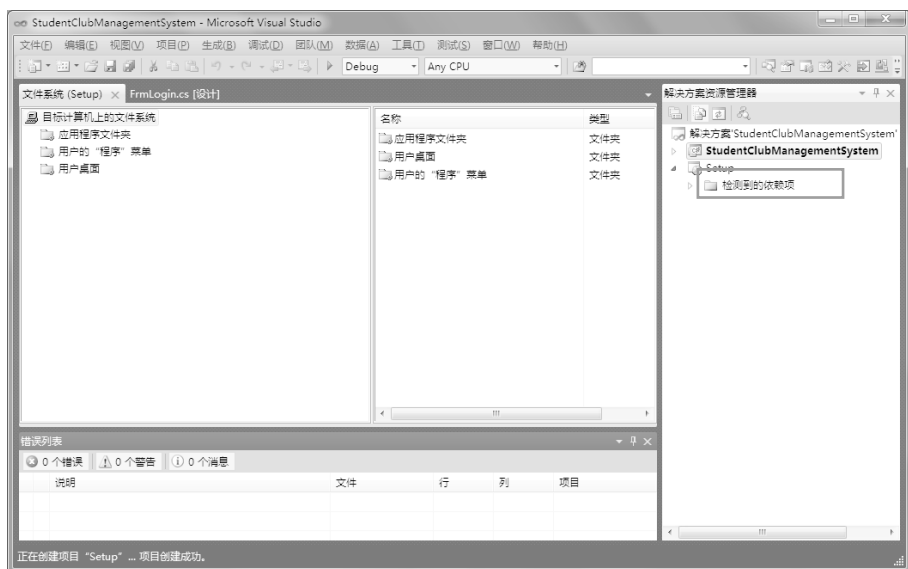 StudentClubManagementSystem - Microsoft Visual Studio
文件(F) 编辑(E) 视图(V) 项目(P) 生成(B) 调试(D) 团队(M) 数据(A) 工具(T) 测试(S) 窗口(W) 帮助(H)
Debug Any CPU
文件系统 (Setup) FrmLogin.cs [设计]
目标计算机上的文件系统
应用程序文件夹
用户的“程序”菜单
用户桌面
名称 类型
应用程序文件夹 文件夹
用户桌面 文件夹
用户的“程序”菜单 文件夹
解决方案资源管理器
解决方案'StudentClubManagementSystem'
StudentClubManagementSystem
Setup
检测到的依赖项
错误列表
0 个错误 0 个警告 0 个消息
说明 文件 行 列 项目
正在创建项目“Setup”... 项目创建成功。